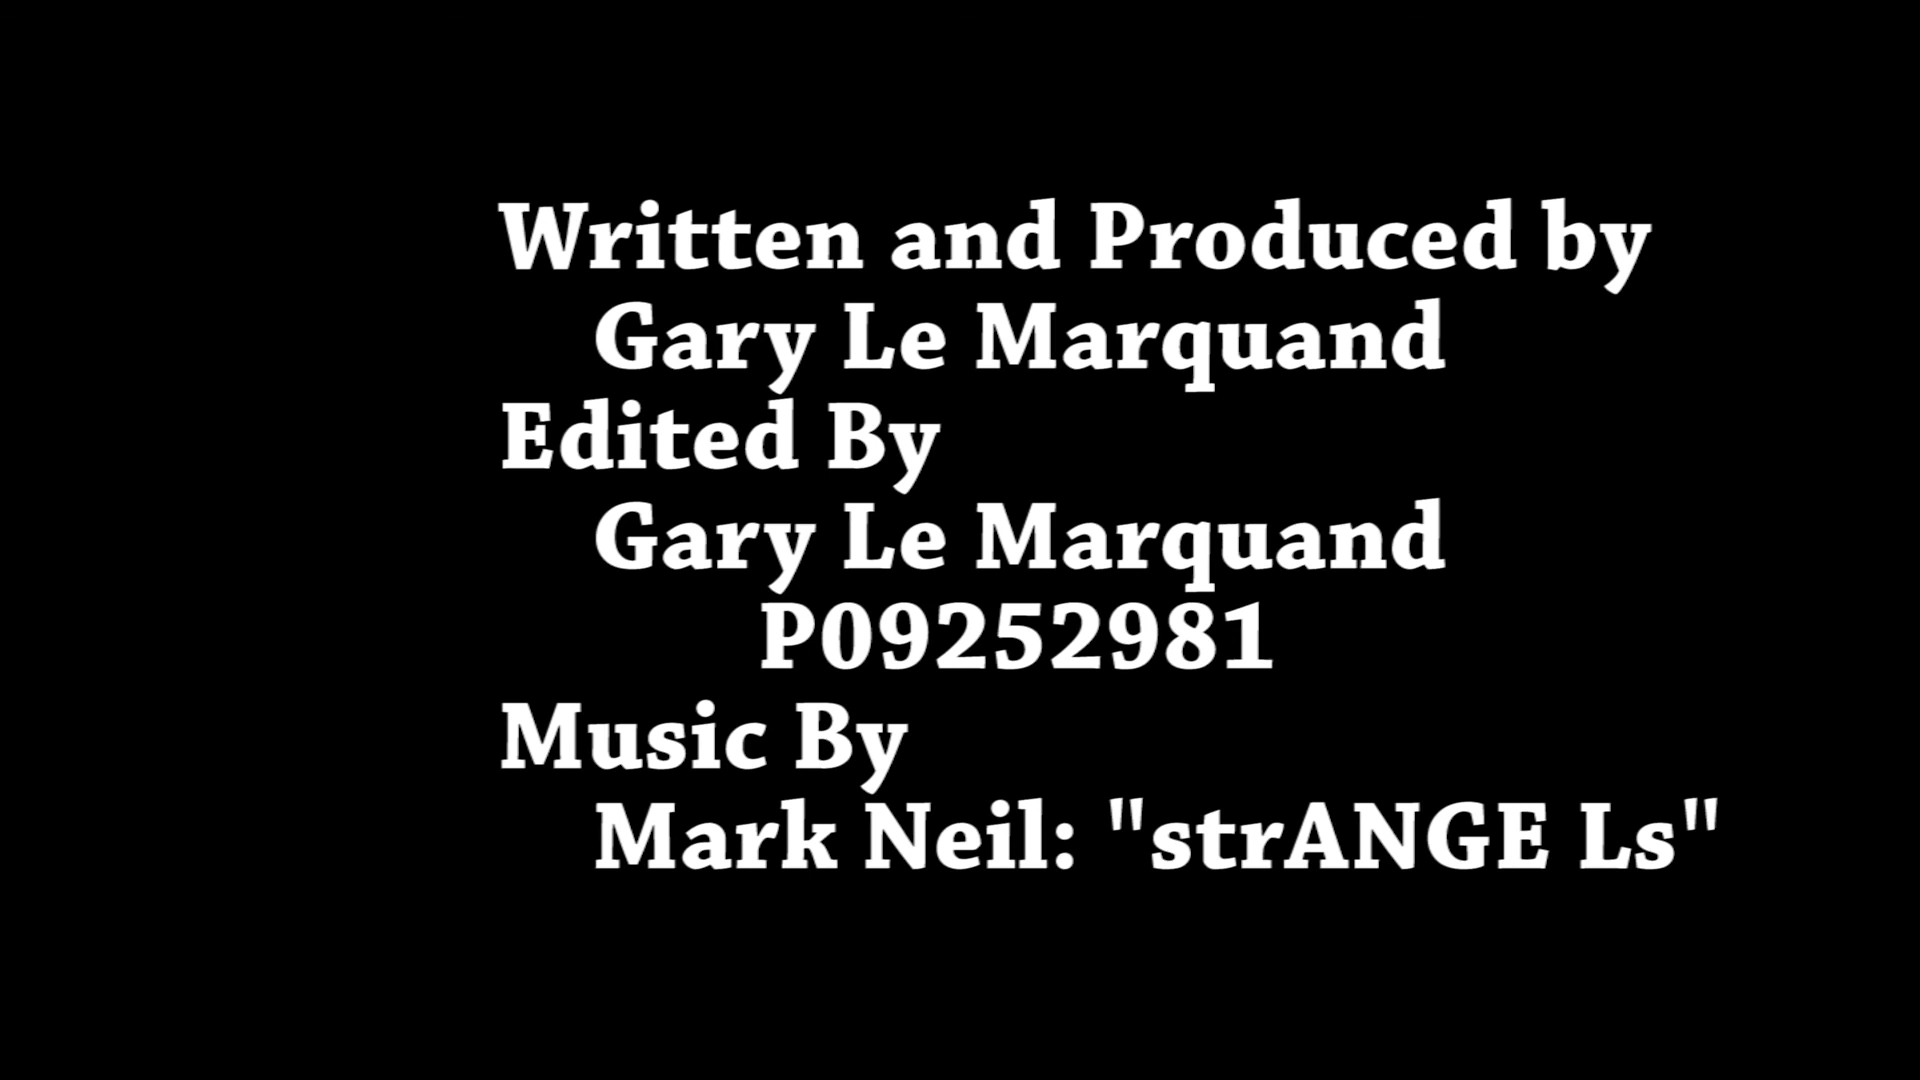 Written and Produced by
Gary Le Marquand
Edited By
Gary Le Marquand
P09252981
Music By
Mark Neil: "strANGE Ls"